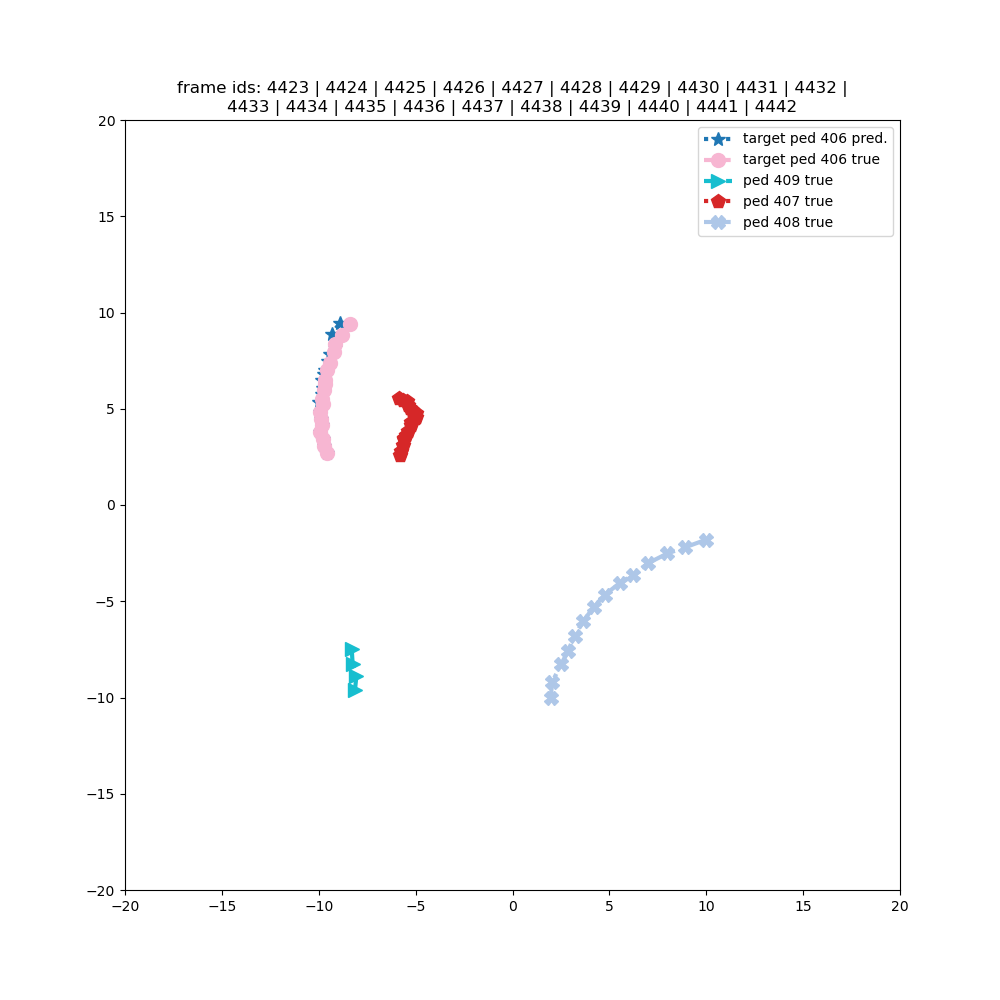 frame ids: 4423 | 4424 | 4425 | 4426 | 4427 | 4428 | 4429 | 4430 | 4431 | 4432 |
4433 | 4434 | 4435 | 4436 | 4437 | 4438 | 4439 | 4440 | 4441 | 4442
target ped 406 pred.
target ped 406 true
ped 409 true
ped 407 true
ped 408 true
20
15
10
5
0
−5
−10
−15
−20
−20 −15 −10 −5 0 5 10 15 20